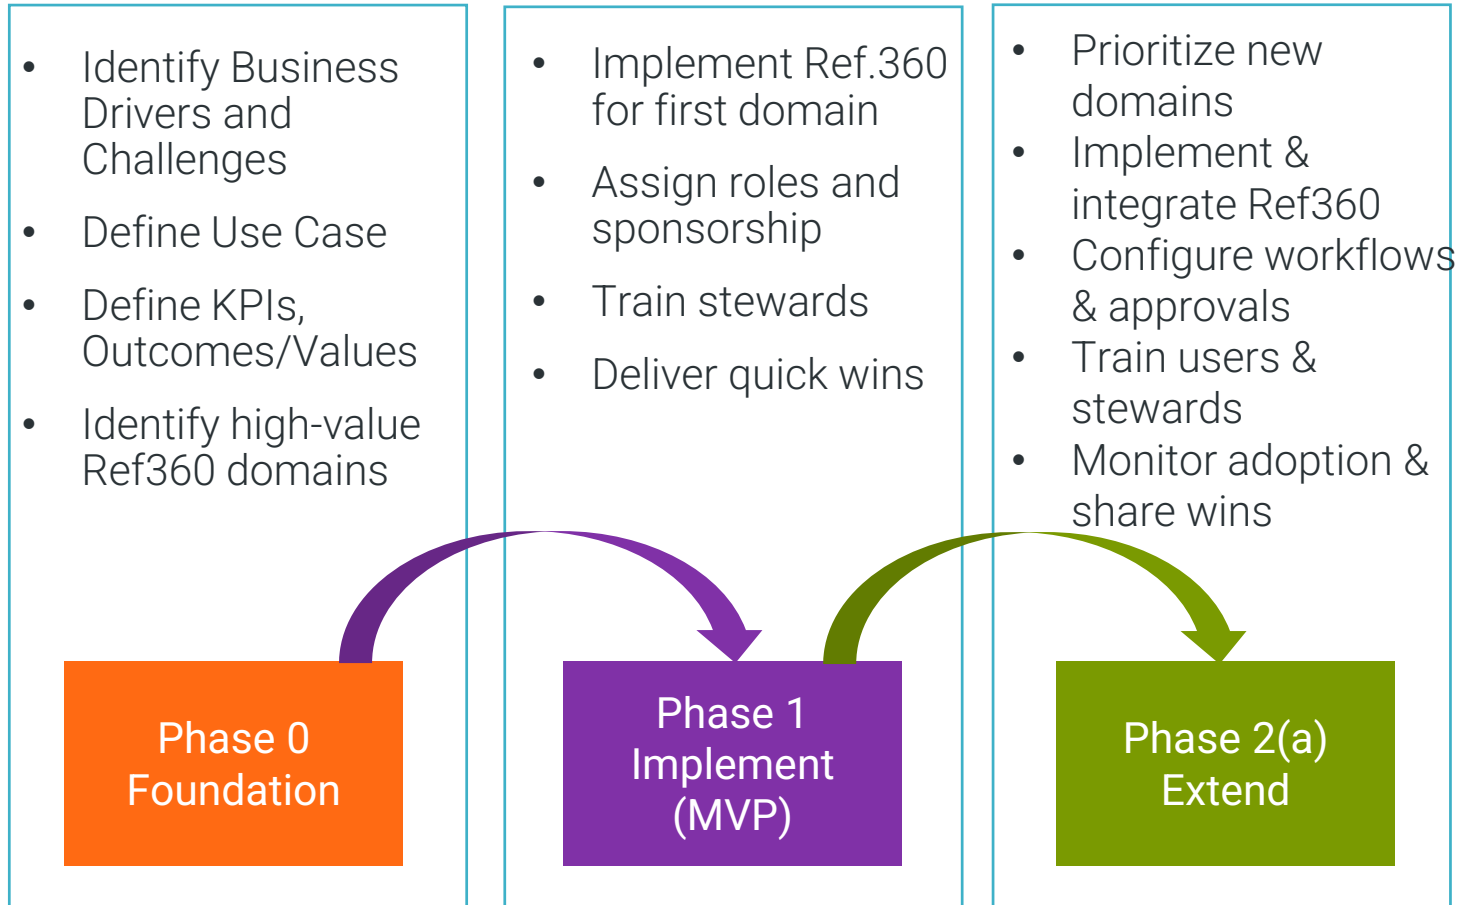 • Identify Business
Drivers and
Challenges
• Define Use Case
• Define KPIs,
Outcomes/Values
• Identify high-value
Ref360 domains
Phase 0
Foundation
• Implement Ref.360
for first domain
• Assign roles and
sponsorship
• Train stewards
• Deliver quick wins
Phase 1
Implement
(MVP)
• Prioritize new
domains
• Implement &
integrate Ref360
• Configure workflows
& approvals
• Train users &
stewards
• Monitor adoption &
share wins
Phase 2(a)
Extend